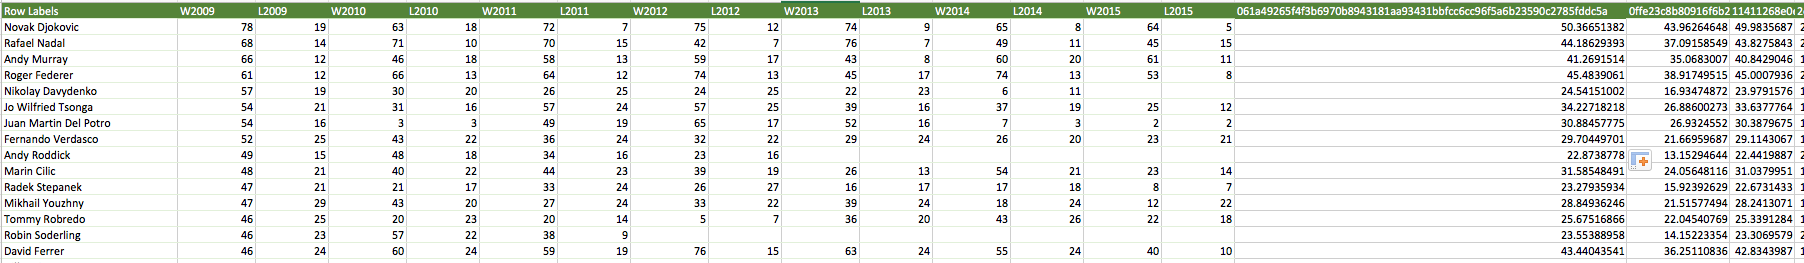 Row Labels W2009 L2009 W2010 L2010 W2011 L2011 W2012 L2012 W2013 L2013 W2014 L2014 W2015 L2015 061a49265f4f3b6970b8943181aa93431bbfcc6cc96f5a6b23590c2785fddc5a 0ffe23c8b80916f6b2 11411268e0
Novak Djokovic 78 19 63 18 72 7 75 12 74 9 65 8 64 5 50.36651382 43.96264648 49.9835687
Rafael Nadal 68 14 71 10 70 15 42 7 76 7 49 11 45 15 44.18629393 37.09158549 43.8275843
Andy Murray 66 12 46 18 58 13 59 17 43 8 60 20 61 11 41.2691514 35.0683007 40.8429046
Roger Federer 61 12 66 13 64 12 74 13 45 17 74 13 53 8 45.4839061 38.91749515 45.0007936
Nikolay Davydenko 57 19 30 20 26 25 24 25 22 23 6 11 24.54151002 16.93474872 23.9791576
Jo Wilfried Tsonga 54 21 31 16 57 24 57 25 39 16 37 19 25 12 34.22718218 26.88600273 33.6377764
Juan Martin Del Potro 54 16 3 3 49 19 65 17 52 16 7 3 2 2 30.88457775 26.9324552 30.3879675
Fernando Verdasco 52 25 43 22 36 24 32 22 29 24 26 20 23 21 29.70449701 21.66959687 29.1143067
Andy Roddick 49 15 48 18 34 16 23 16 22.8738778 13.15294644 22.4419887
Marin Cilic 48 21 40 22 44 23 39 19 26 13 54 21 23 14 31.58548491 24.05648116 31.0379951
Radek Stepanek 47 21 21 17 33 24 26 27 16 17 17 18 8 7 23.27935934 15.92392629 22.6731433
Mikhail Youzhny 47 29 43 20 27 24 33 22 39 24 18 24 12 22 28.84936246 21.51577494 28.2413071
Tommy Robredo 46 25 20 23 20 14 5 7 36 20 43 26 22 18 25.67516866 22.04540769 25.3391284
Robin Soderling 46 23 57 22 38 9 23.55388958 14.15223354 23.3069579
David Ferrer 46 24 60 24 59 19 76 15 63 24 55 24 40 10 43.44043541 36.25110836 42.8343987